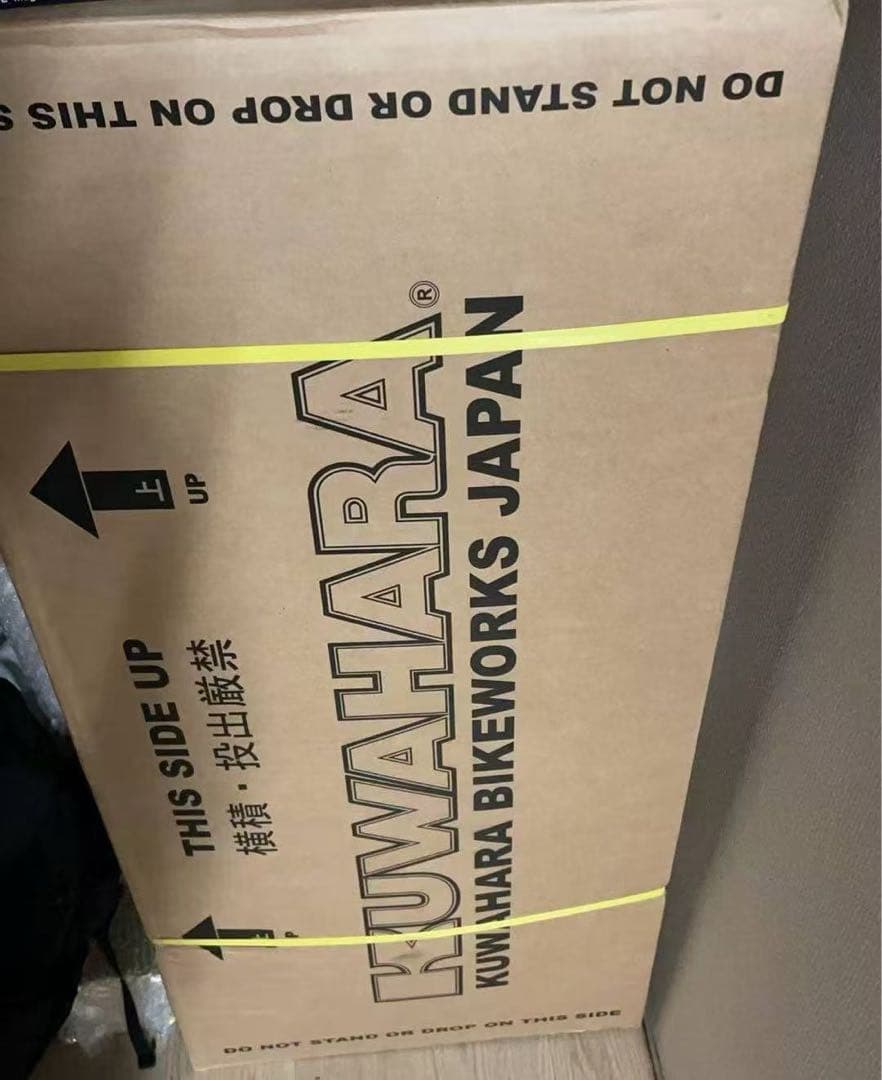 DO NOT STAND OR DROP ON THIS S
上
UP
THIS SIDE UP
横積・投出厳禁
KUWAHARA®
KUWAHARA BIKEWORKS JAPAN
DO NOT STAND OR DROP ON THIS SIDE